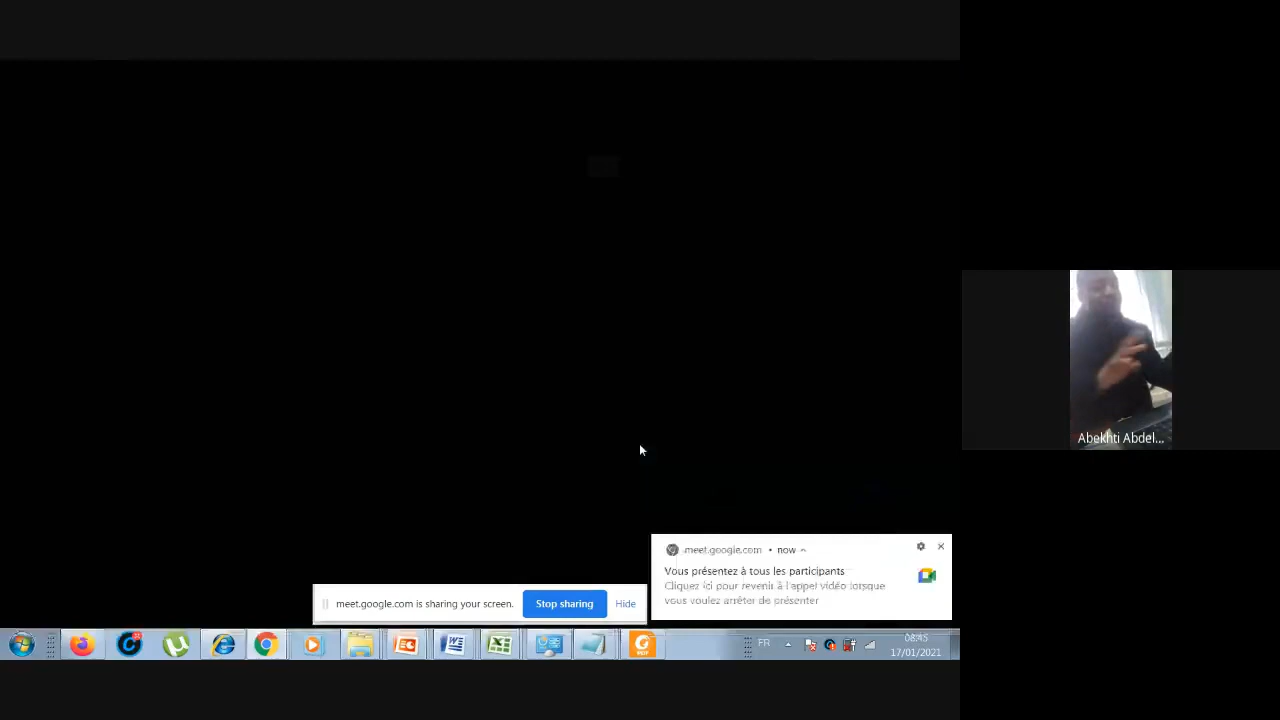 Abekhti Abdel...
meet.google.com • now
Vous présentez à tous les participants
Cliquez ici pour revenir à l'appel vidéo lorsque
vous voulez arrêter de présenter
meet.google.com is sharing your screen.
Stop sharing
Hide
FR
08:45
17/01/2021